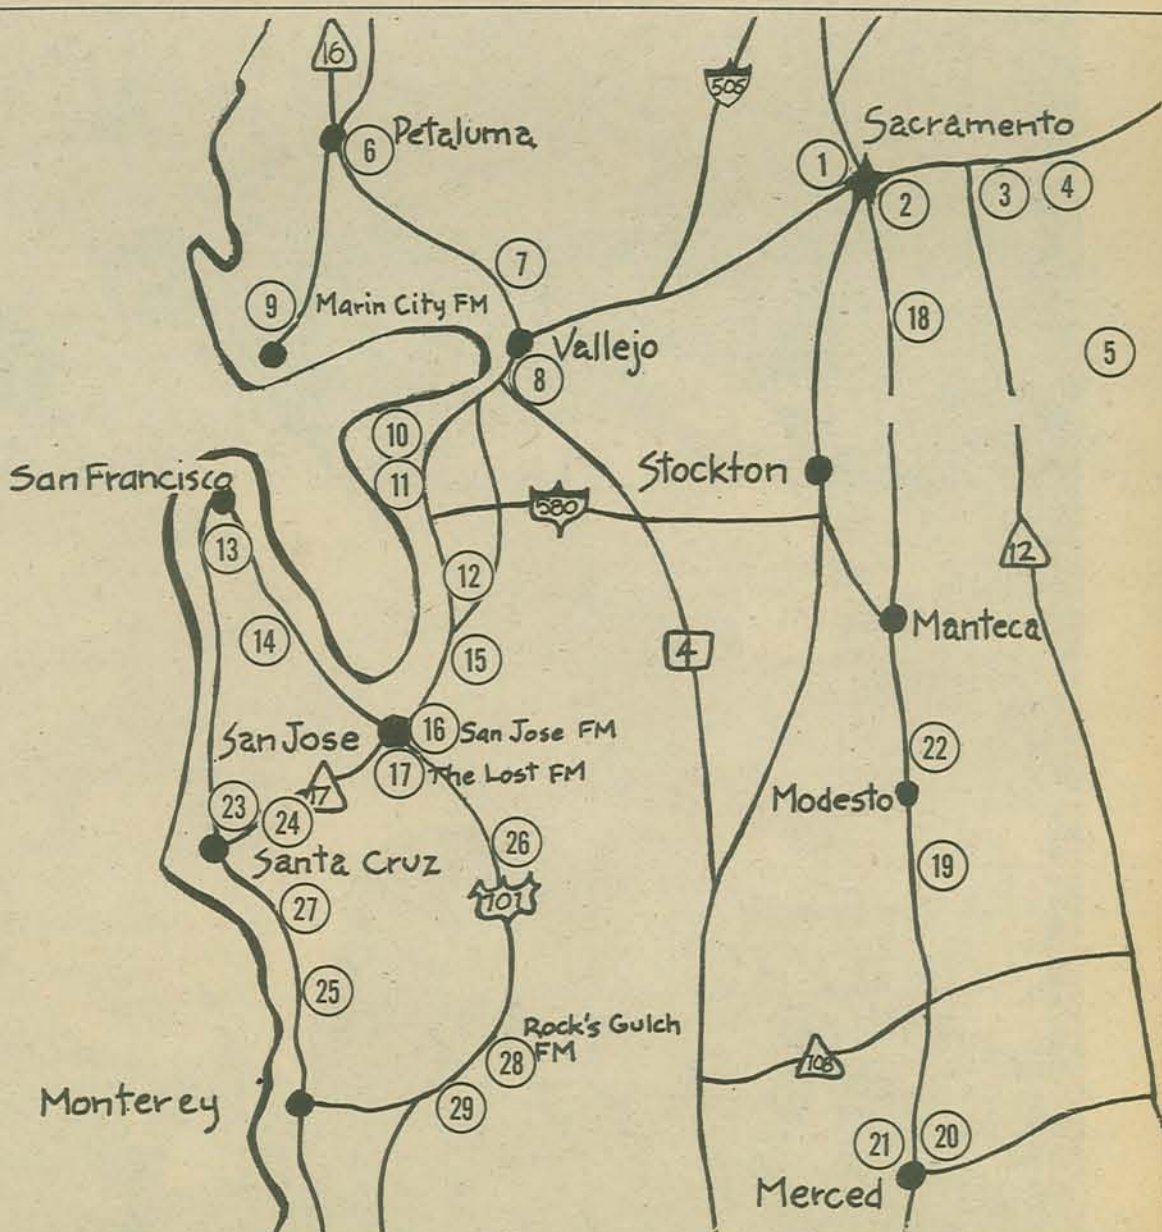 16
Petaluma
6
505
Sacramento
1
2
3
4
7
9
Marin City FM
18
Vallejo
8
5
10
San Francisco
11
Stockton
580
13
12
12
14
Manteca
15
4
San Jose
16
San Jose FM
17
The Lost FM
22
17
Modesto
23
24
Santa Cruz
26
19
101
27
25
Rock's Gulch
FM
28
108
Monterey
29
21
20
Merced